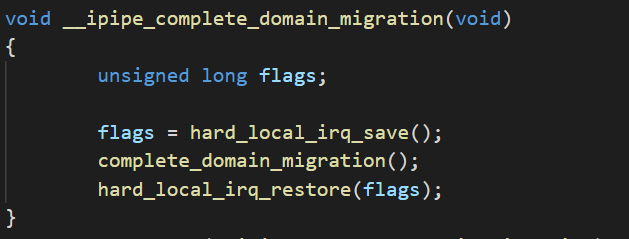 void __ipipe_complete_domain_migration(void)
{
        unsigned long flags;

        flags = hard_local_irq_save();
        complete_domain_migration();
        hard_local_irq_restore(flags);
}